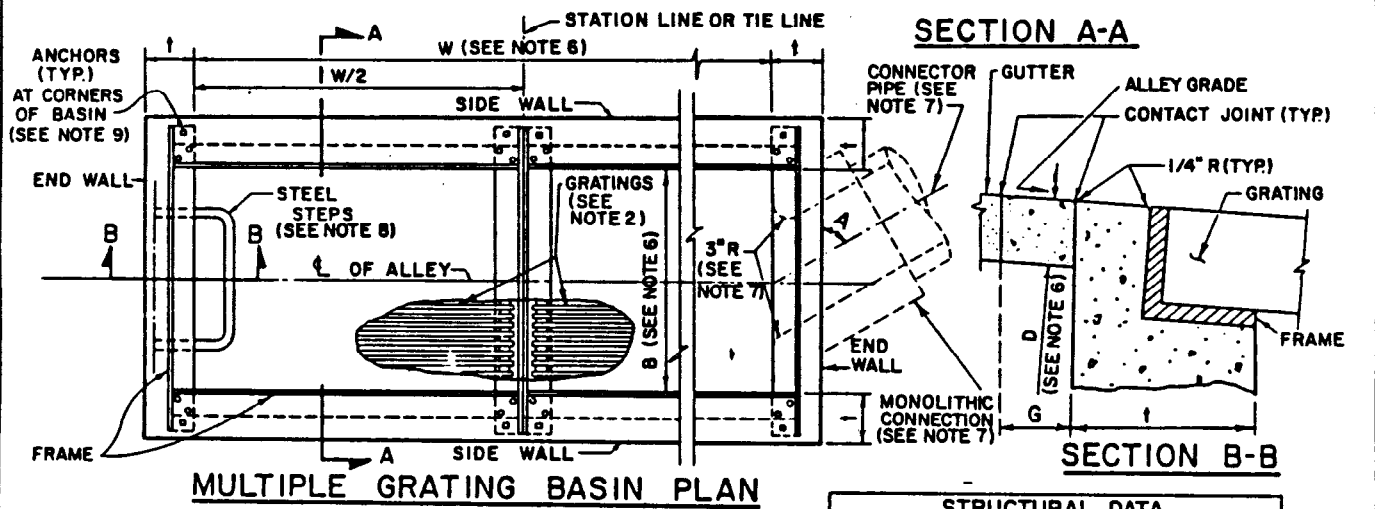 STATION LINE OR TIE LINE
A
W (SEE NOTE 6)
t
t
W/2
ANCHORS
(TYP.)
AT CORNERS
OF BASIN
(SEE NOTE 9)
SIDE WALL
CONNECTOR
PIPE (SEE
NOTE 7)
END WALL
STEEL
STEPS
(SEE NOTE 8)
GRATINGS
(SEE
NOTE 2)
B
B
℄ OF ALLEY
B (SEE NOTE 6)
3" R
(SEE
NOTE 7)
A
END
WALL
MONOLITHIC
CONNECTION
(SEE NOTE 7)
FRAME
A
SIDE WALL
MULTIPLE GRATING BASIN PLAN
SECTION A-A
GUTTER
ALLEY GRADE
CONTACT JOINT (TYP.)
1/4" R (TYP.)
GRATING
D
(SEE NOTE 6)
FRAME
G
t
SECTION B-B
STRUCTURAL DATA